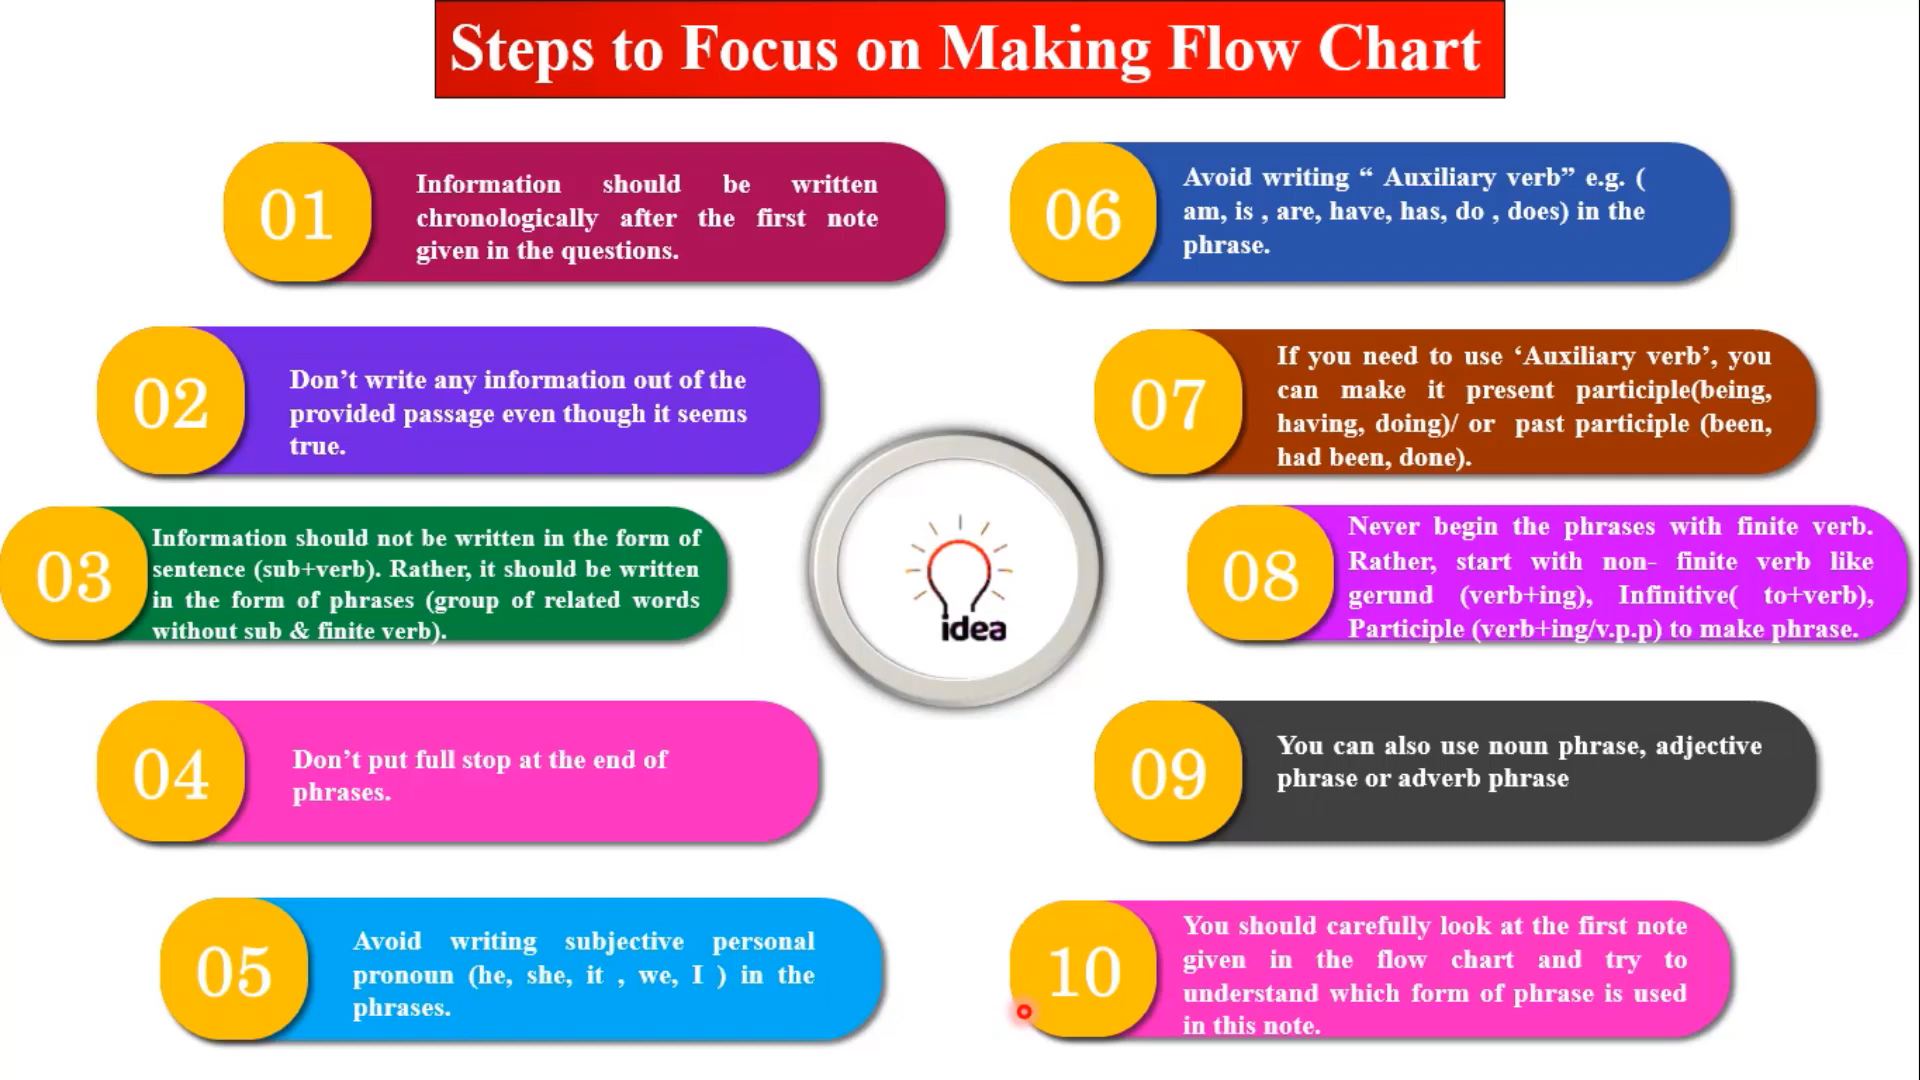 Steps to Focus on Making Flow Chart
01
Information should be written
chronologically after the first note
given in the questions.
02
Don’t write any information out of the
provided passage even though it seems
true.
03
Information should not be written in the form of
sentence (sub+verb). Rather, it should be written
in the form of phrases (group of related words
without sub & finite verb).
04
Don’t put full stop at the end of
phrases.
05
Avoid writing subjective personal
pronoun (he, she, it , we, I ) in the
phrases.
idea
06
Avoid writing “ Auxiliary verb” e.g. (
am, is , are, have, has, do , does) in the
phrase.
07
If you need to use ‘Auxiliary verb’, you
can make it present participle(being,
having, doing)/ or past participle (been,
had been, done).
08
Never begin the phrases with finite verb.
Rather, start with non- finite verb like
gerund (verb+ing), Infinitive( to+verb),
Participle (verb+ing/v.p.p) to make phrase.
09
You can also use noun phrase, adjective
phrase or adverb phrase
10
You should carefully look at the first note
given in the flow chart and try to
understand which form of phrase is used
in this note.